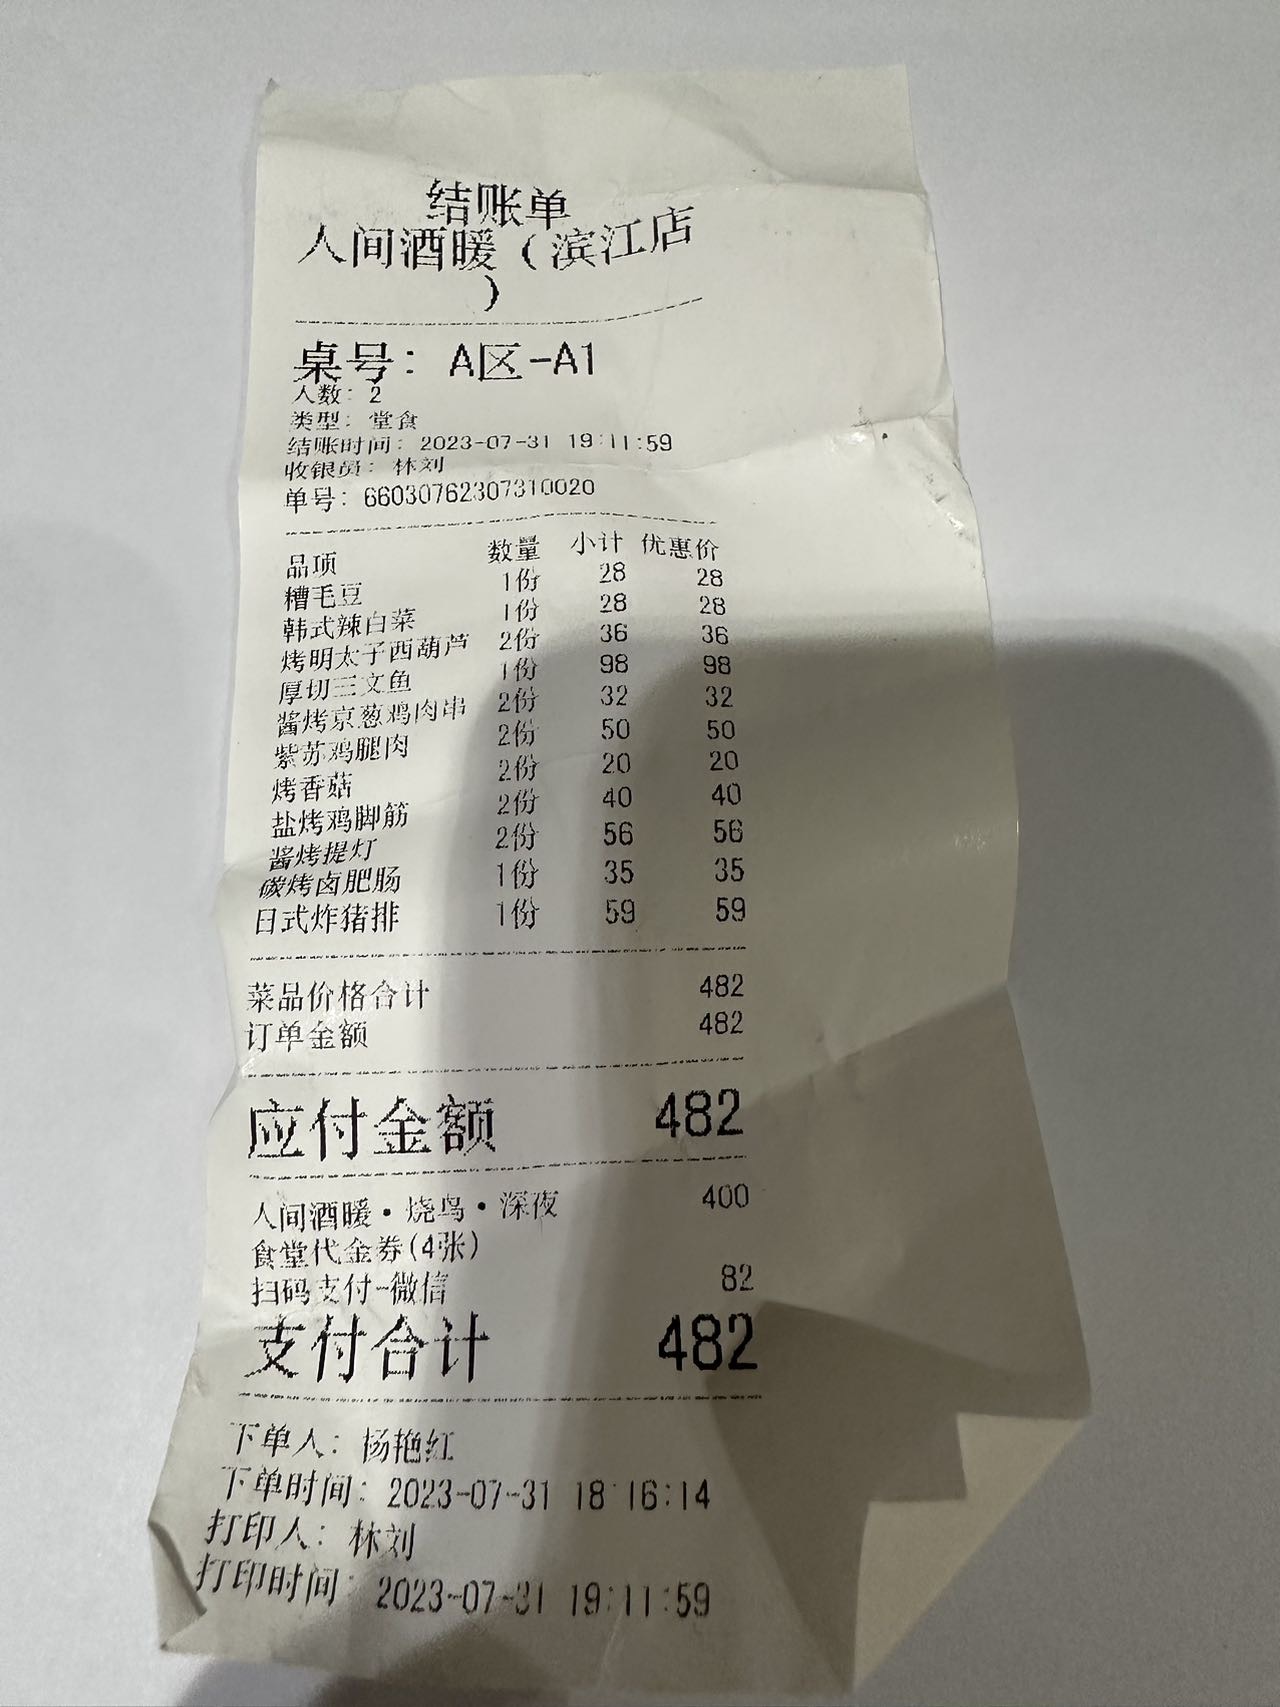 结账单
人间酒暖（滨江店
）
桌号：A区-A1
人数：2
类型：堂食
结账时间：2023-07-31 19:11:59
收银员：林刘
单号：66030762307310020
品项 数量 小计 优惠价
糟毛豆 1份 28 28
韩式辣白菜 1份 28 28
烤明太子西葫芦 2份 36 36
厚切三文鱼 1份 98 98
酱烤京葱鸡肉串 2份 32 32
紫苏鸡腿肉 2份 50 50
烤香菇 2份 20 20
盐烤鸡脚筋 2份 40 40
酱烤提灯 2份 56 56
碳烤卤肥肠 1份 35 35
日式炸猪排 1份 59 59
菜品价格合计 482
订单金额 482
应付金额 482
人间酒暖·烧鸟·深夜 400
食堂代金券(4张)
扫码支付-微信 82
支付合计 482
下单人：杨艳红
下单时间：2023-07-31 18:16:14
打印人：林刘
打印时间：2023-07-31 19:11:59